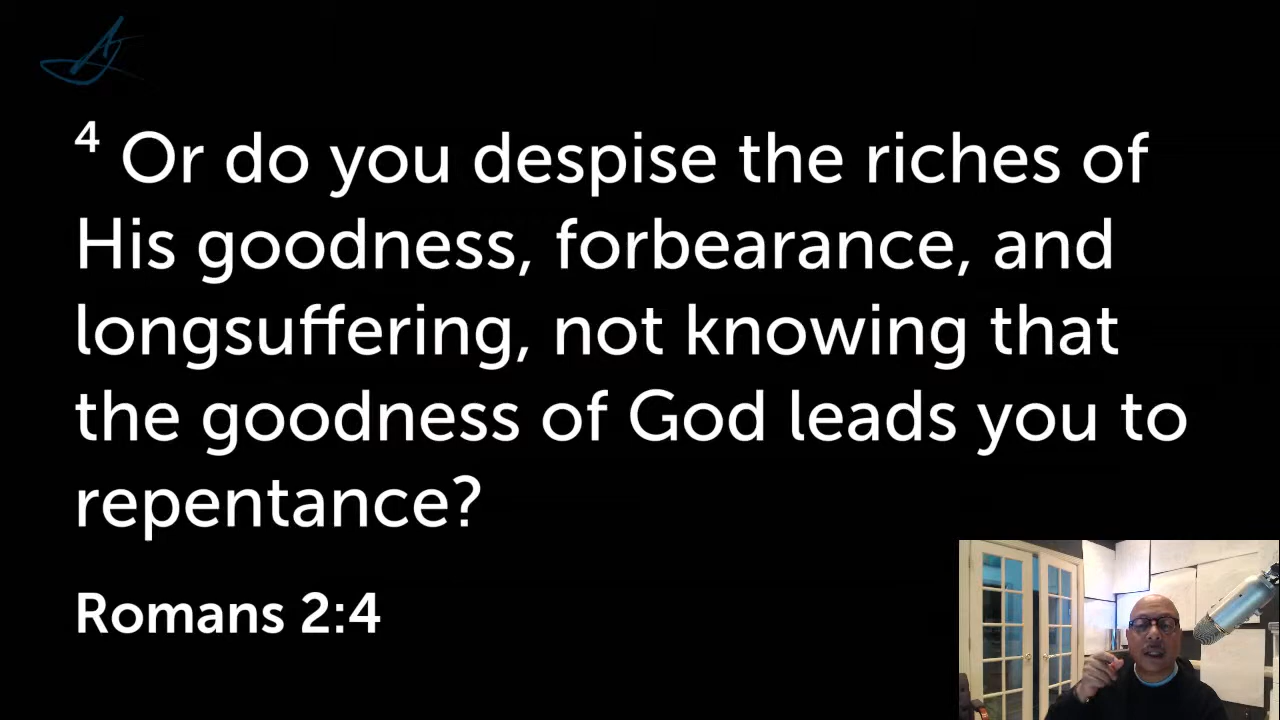 4 Or do you despise the riches of
His goodness, forbearance, and
longsuffering, not knowing that
the goodness of God leads you to
repentance?
Romans 2:4